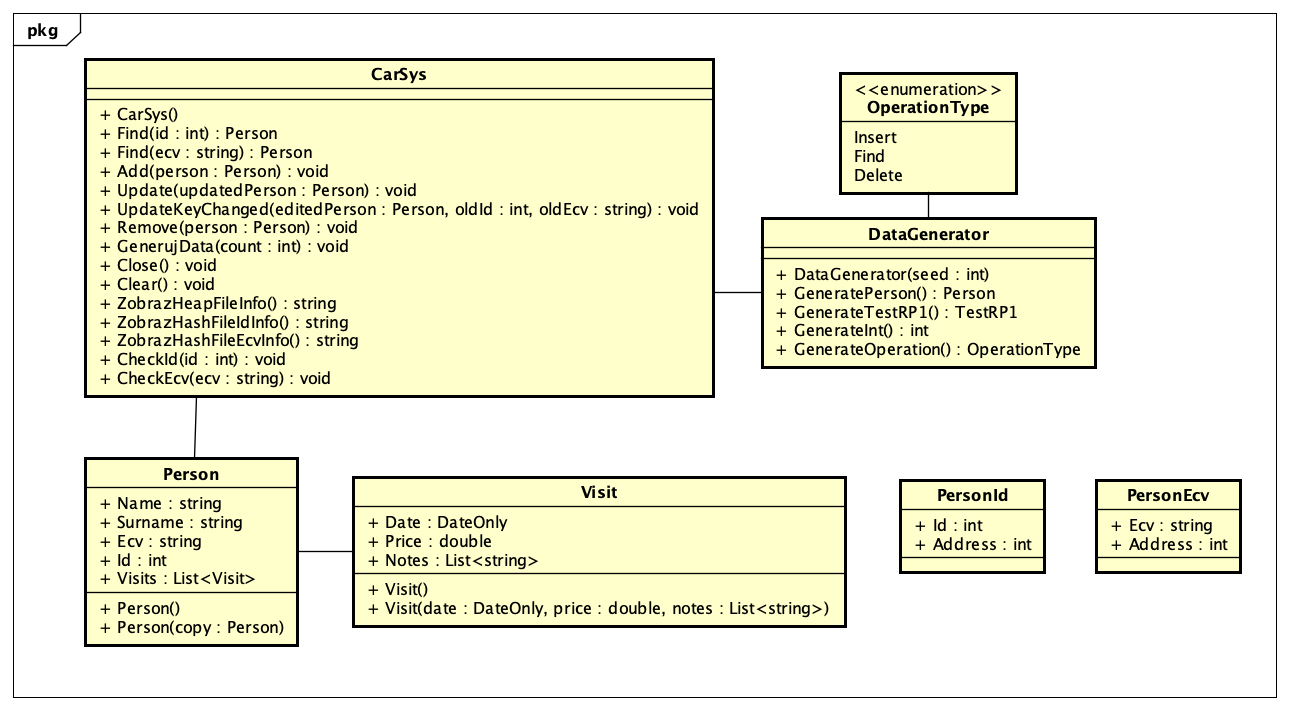 pkg
CarSys
+ CarSys()
+ Find(id : int) : Person
+ Find(ecv : string) : Person
+ Add(person : Person) : void
+ Update(updatedPerson : Person) : void
+ UpdateKeyChanged(editedPerson : Person, oldId : int, oldEcv : string) : void
+ Remove(person : Person) : void
+ GenerujData(count : int) : void
+ Close() : void
+ Clear() : void
+ ZobrazHeapFileInfo() : string
+ ZobrazHashFileIdInfo() : string
+ ZobrazHashFileEcvInfo() : string
+ CheckId(id : int) : void
+ CheckEcv(ecv : string) : void
<<enumeration>>
OperationType
Insert
Find
Delete
DataGenerator
+ DataGenerator(seed : int)
+ GeneratePerson() : Person
+ GenerateTestRP1() : TestRP1
+ GenerateInt() : int
+ GenerateOperation() : OperationType
Person
+ Name : string
+ Surname : string
+ Ecv : string
+ Id : int
+ Visits : List<Visit>
+ Person()
+ Person(copy : Person)
Visit
+ Date : DateOnly
+ Price : double
+ Notes : List<string>
+ Visit()
+ Visit(date : DateOnly, price : double, notes : List<string>)
PersonId
+ Id : int
+ Address : int
PersonEcv
+ Ecv : string
+ Address : int